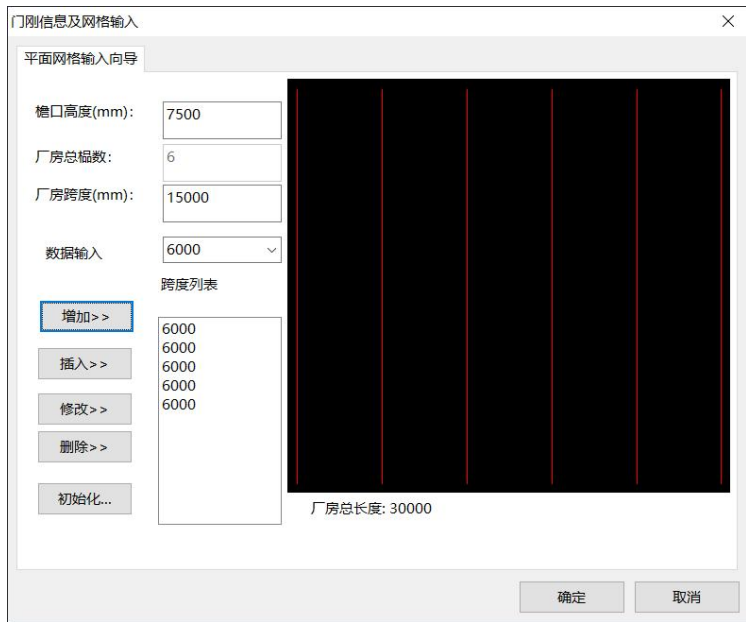 门刚信息及网格输入
平面网格输入向导
檐口高度(mm): 7500
厂房总榀数: 6
厂房跨度(mm): 15000
数据输入 6000
跨度列表
增加>>
插入>>
修改>>
删除>>
初始化...
6000
6000
6000
6000
6000
厂房总长度: 30000
确定 取消